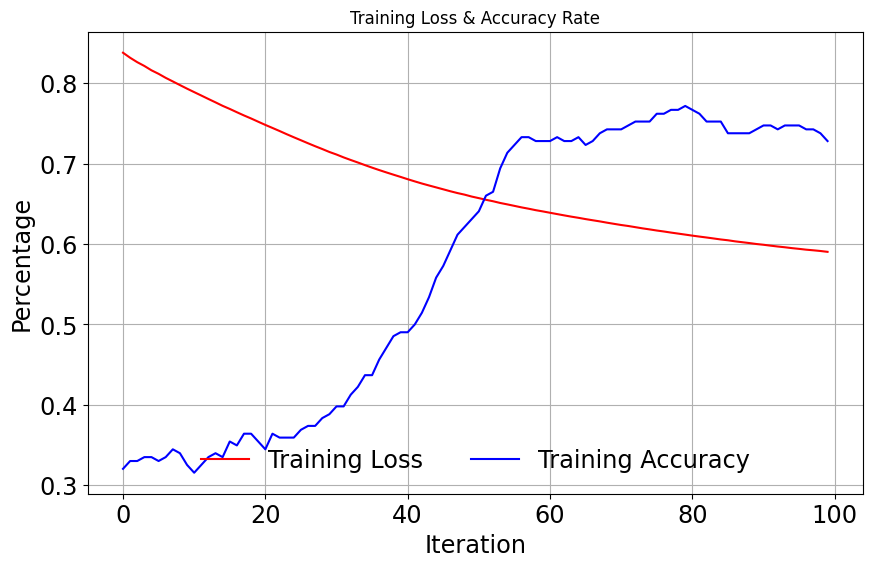 Training Loss & Accuracy Rate
Percentage
0.8
0.7
0.6
0.5
0.4
0.3
Training Loss Training Accuracy
0 20 40 60 80 100
Iteration